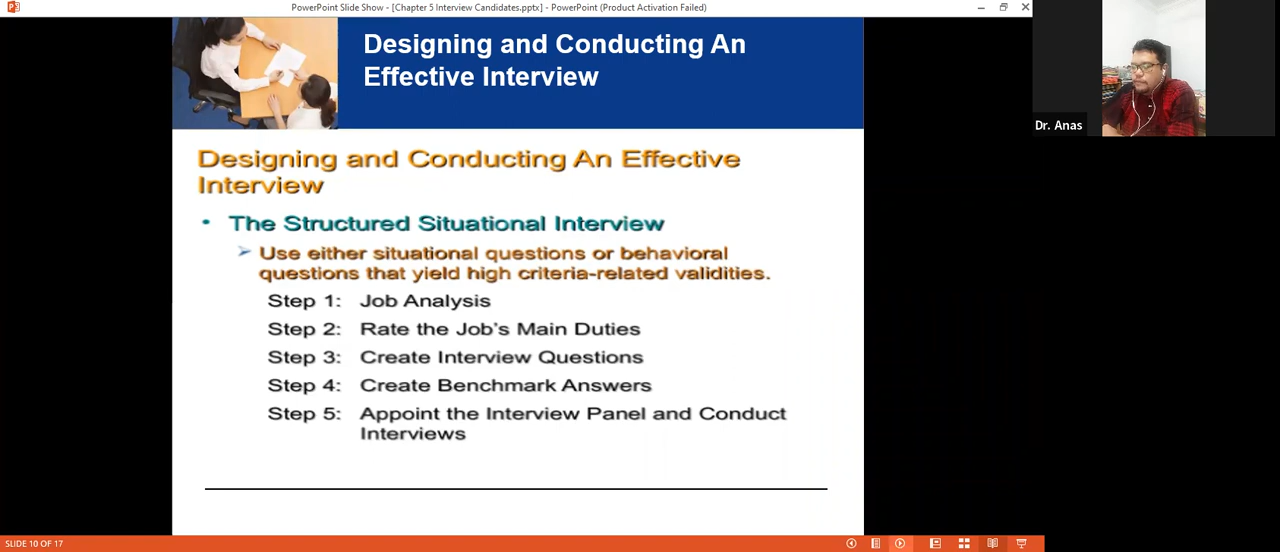 PowerPoint Slide Show - [Chapter 5 Interview Candidates.pptx] - PowerPoint (Product Activation Failed)
Designing and Conducting An
Effective Interview
Dr. Anas
Designing and Conducting An Effective
Interview
• The Structured Situational Interview
➢ Use either situational questions or behavioral
questions that yield high criteria-related validities.
Step 1: Job Analysis
Step 2: Rate the Job's Main Duties
Step 3: Create Interview Questions
Step 4: Create Benchmark Answers
Step 5: Appoint the Interview Panel and Conduct
Interviews
SLIDE 10 OF 17